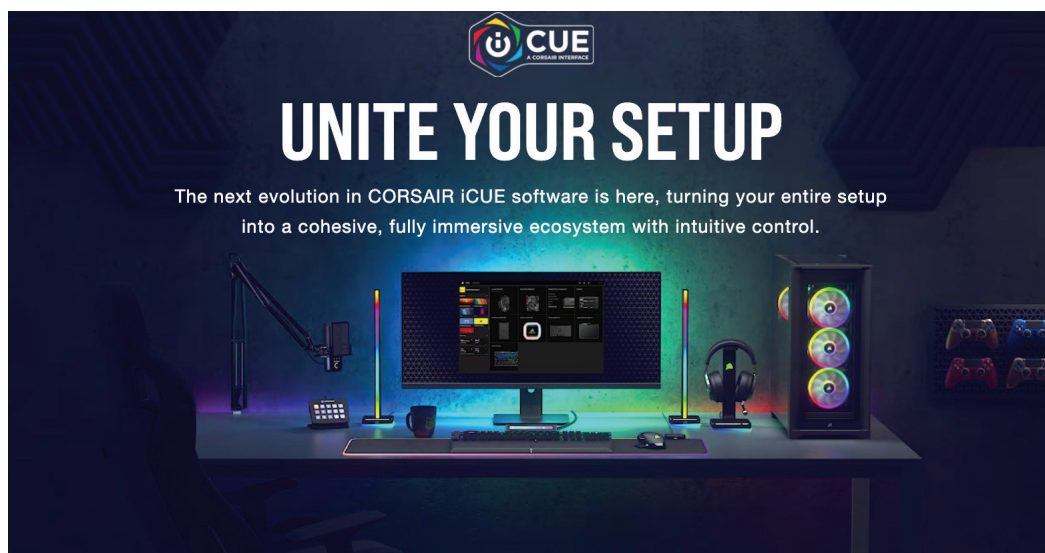 iCUE
A CORSAIR INTERFACE
UNITE YOUR SETUP
The next evolution in CORSAIR iCUE software is here, turning your entire setup
into a cohesive, fully immersive ecosystem with intuitive control.